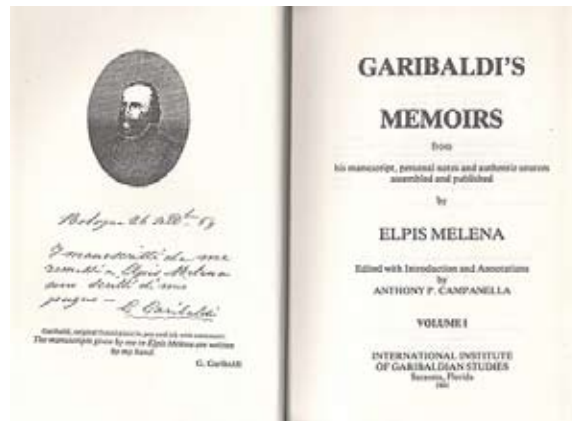 Bologna 26
I manoscritti da me
rimessi a Elpis Melena
sono scritti di mio
pugno — G. Garibaldi
The manuscripts given by me to Elpis Melena are written
by my hand.
G. Garibaldi
GARIBALDI'S
MEMOIRS
from
his manuscript, personal notes and authentic sources
assembled and published
by
ELPIS MELENA
Edited with Introduction and Annotations
by
ANTHONY P. CAMPANELLA
VOLUME I
INTERNATIONAL INSTITUTE
OF GARIBALDIAN STUDIES
Sarasota, Florida